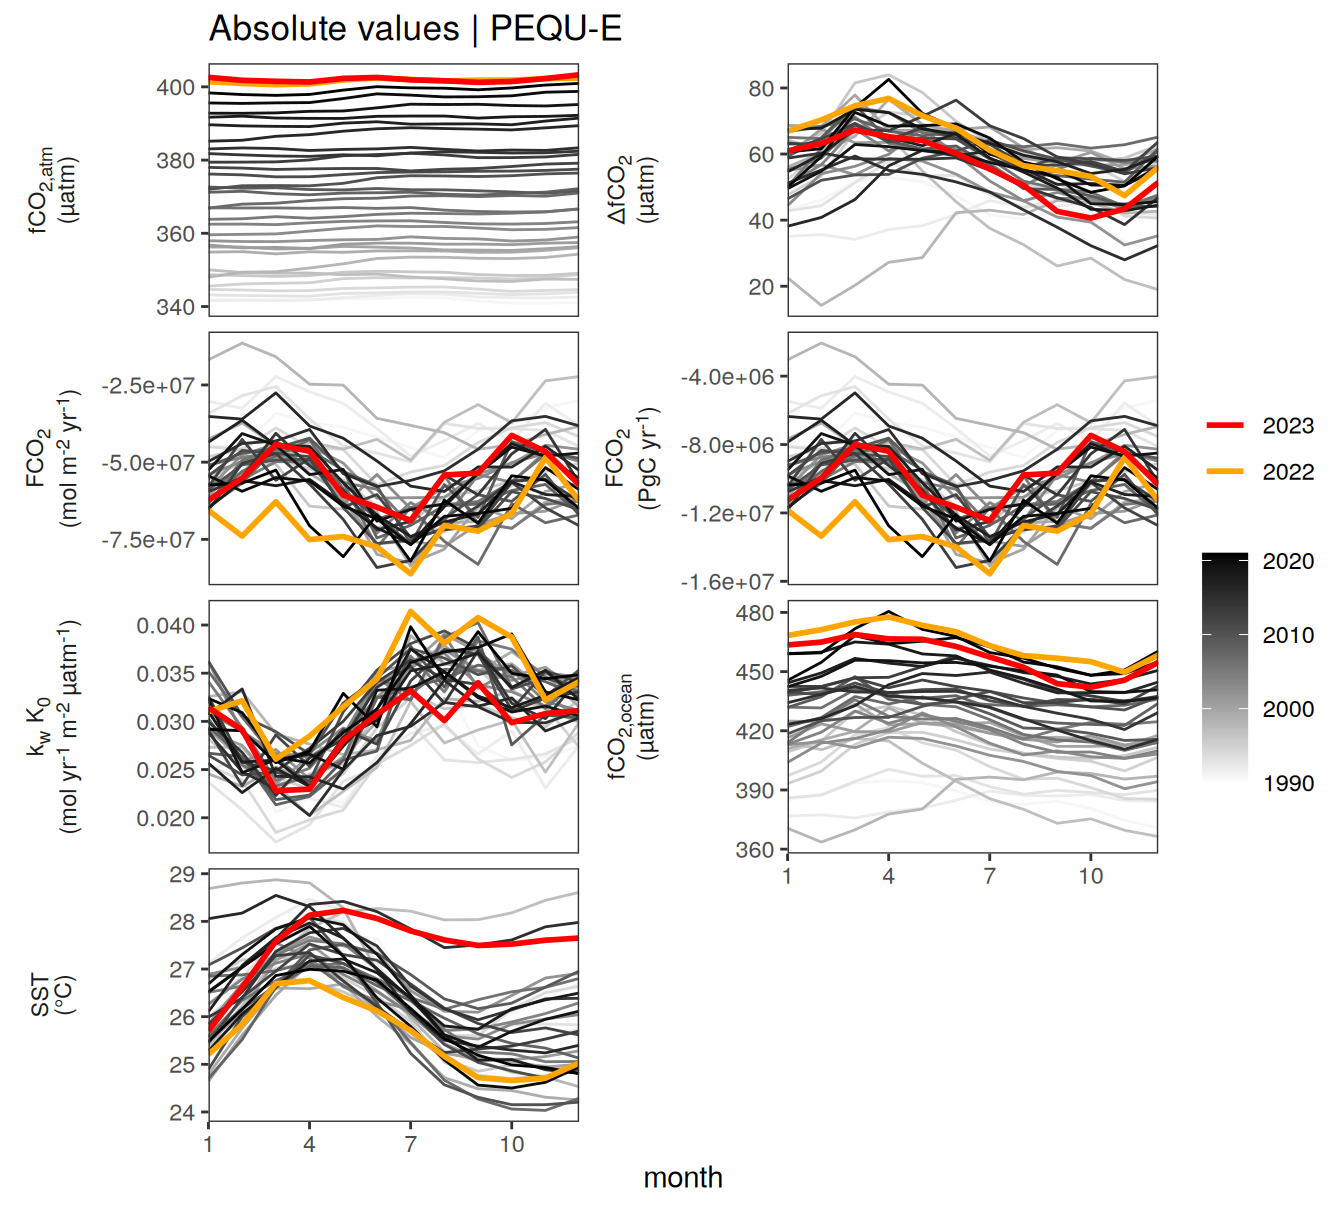 Absolute values | PEQU-E
400
380
360
340
fCO2,atm
(µatm)
80
60
40
20
ΔfCO2
(µatm)
-2.5e+07
-5.0e+07
-7.5e+07
FCO2
(mol m-2 yr-1)
-4.0e+06
-8.0e+06
-1.2e+07
-1.6e+07
FCO2
(PgC yr-1)
0.040
0.035
0.030
0.025
0.020
kw K0
(mol yr-1 m-2 µatm-1)
480
450
420
390
360
fCO2,ocean
(µatm)
1
4
7
10
29
28
27
26
25
24
SST
(°C)
1
4
7
10
month
2023
2022
2020
2010
2000
1990